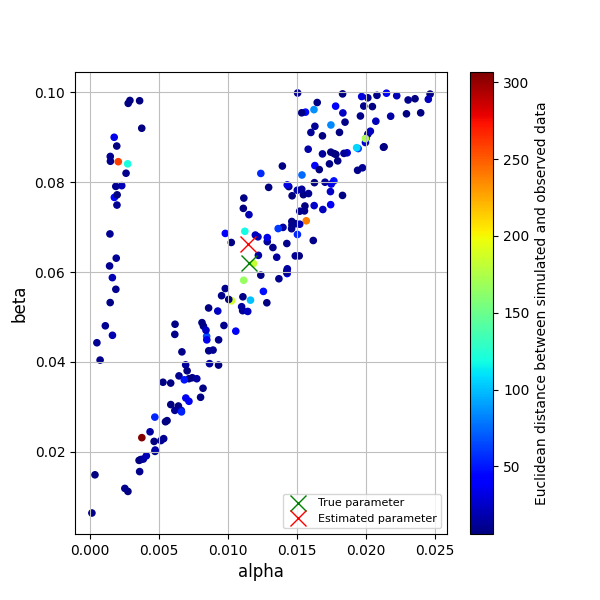 0.10
0.08
0.06
0.04
0.02
beta
0.000 0.005 0.010 0.015 0.020 0.025
alpha
True parameter
Estimated parameter
300
250
200
150
100
50
Euclidean distance between simulated and observed data